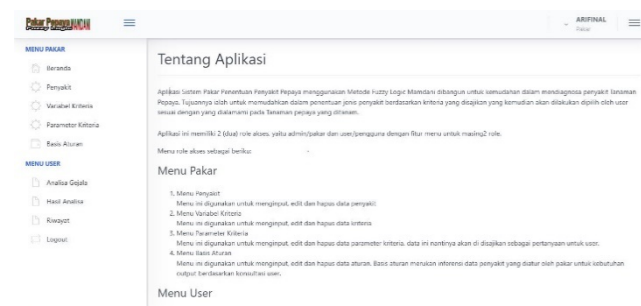 Pakar Pepaya
ARIFINAL
Pakar
MENU PAKAR
Beranda
Penyakit
Variabel Kriteria
Parameter Kriteria
Basis Aturan
MENU USER
Analisa Gejala
Hasil Analisa
Riwayat
Logout
Tentang Aplikasi
Aplikasi Sistem Pakar Penentuan Penyakit Pepaya menggunakan Metode Fuzzy Logic Mamdani dibangun untuk kemudahan dalam mendiagnosa penyakit Tanaman
Pepaya. Tujuannya ialah untuk memudahkan dalam penentuan jenis penyakit berdasarkan kriteria yang disajikan yang kemudian akan dilakukan dipilih oleh user
sesuai dengan yang dialamami pada Tanaman pepaya yang ditanam.
Aplikasi ini memiliki 2 (dua) role akses, yaitu admin/pakar dan user/pengguna dengan fitur menu untuk masing2 role.
Menu role akses sebagai beriku:
Menu Pakar
1. Menu Penyakit
Menu ini digunakan untuk menginput, edit dan hapus data penyakit
2. Menu Variabel Kriteria
Menu ini digunakan untuk menginput, edit dan hapus data kriteria
3. Menu Parameter Kriteria
Menu ini digunakan untuk menginput, edit dan hapus data parameter kriteria, data ini nantinya akan di disajikan sebagai pertanyaan untuk user.
4. Menu Basis Aturan
Menu ini digunakan untuk menginput, edit dan hapus data aturan. Basis aturan merukan inferensi data penyakit yang diatur oleh pakar untuk kebutuhan
output berdasarkan konsultasi user.
Menu User